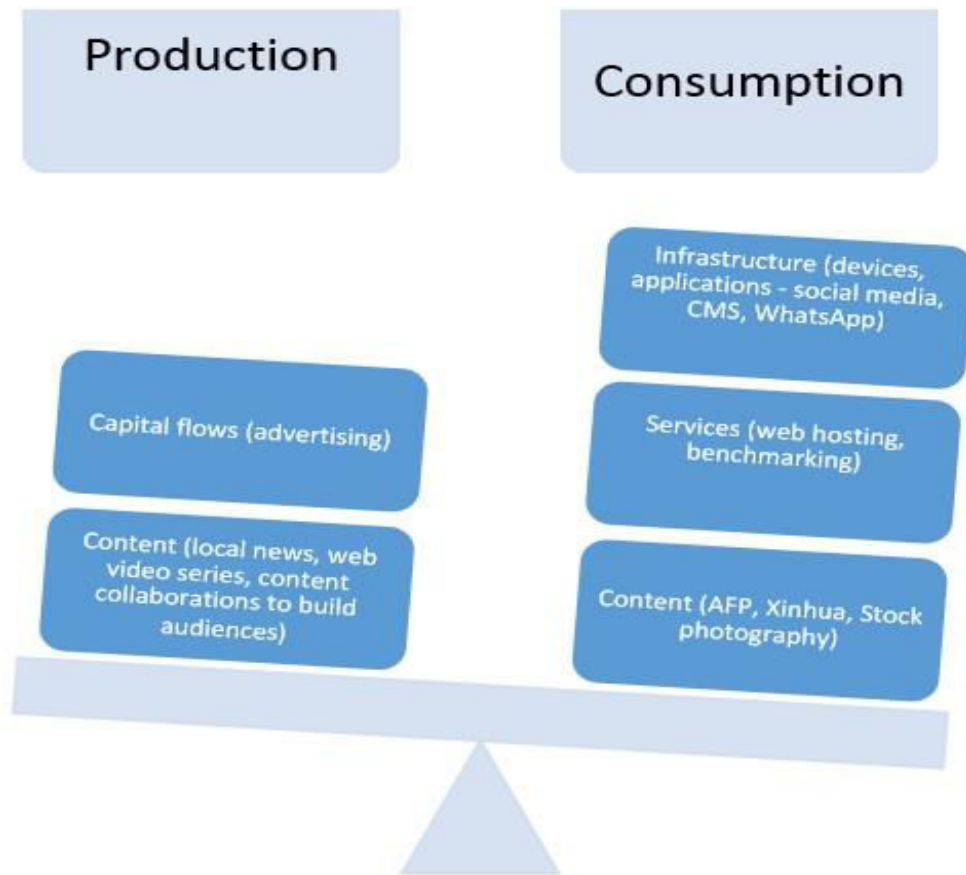 Production
Consumption
Capital flows (advertising)
Content (local news, web
video series, content
collaborations to build
audiences)
Infrastructure (devices,
applications - social media,
CMS, WhatsApp)
Services (web hosting,
benchmarking)
Content (AFP, Xinhua, Stock
photography)